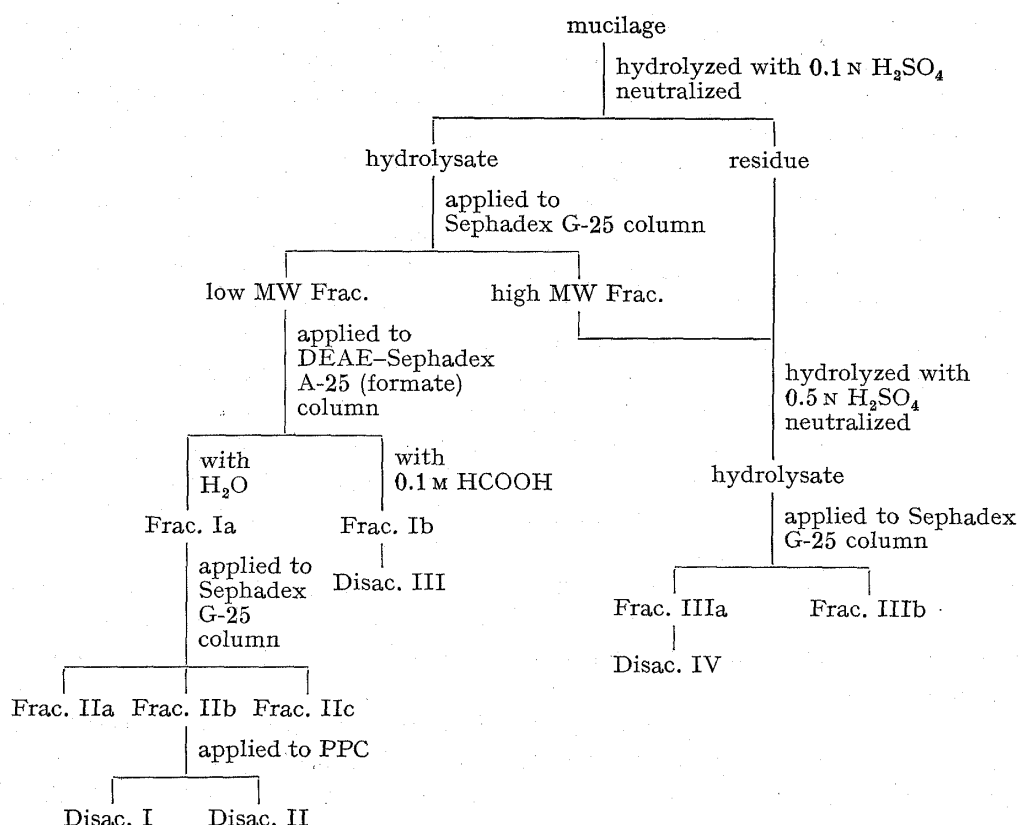 mucilage
hydrolyzed with 0.1 N H₂SO₄
neutralized
hydrolysate
residue
applied to
Sephadex G-25 column
low MW Frac.
high MW Frac.
applied to
DEAE–Sephadex
A-25 (formate)
column
hydrolyzed with
0.5 N H₂SO₄
neutralized
with
H₂O
with
0.1 M HCOOH
hydrolysate
Frac. Ia
Frac. Ib
applied to Sephadex
G-25 column
applied to
Sephadex
G-25
column
Disac. III
Frac. IIIa
Frac. IIIb
Disac. IV
Frac. IIa
Frac. IIb
Frac. IIc
applied to PPC
Disac. I
Disac. II